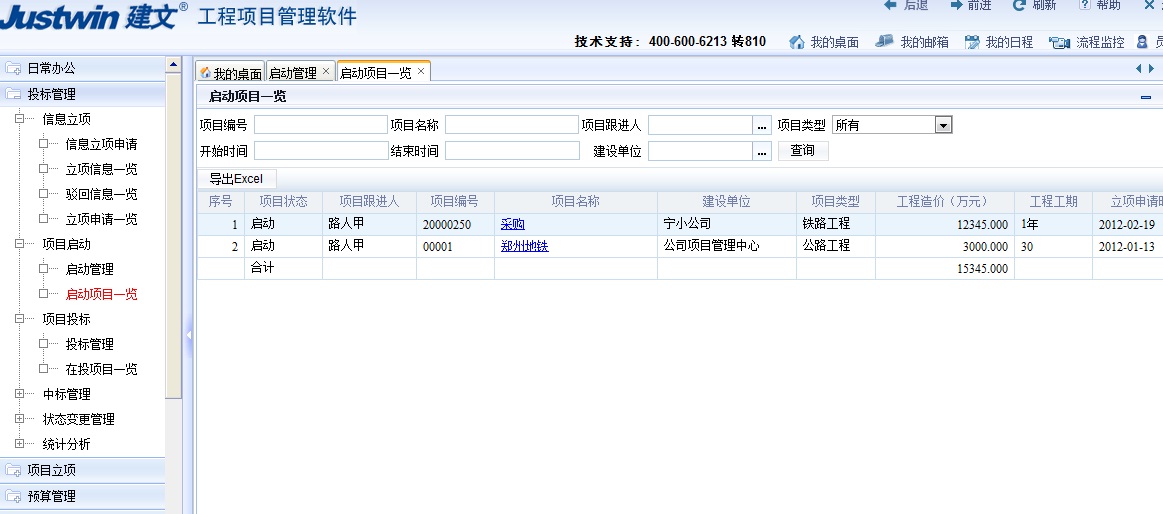 Justwin 建文® 工程项目管理软件
后退 前进 刷新 帮助
技术支持: 400-600-6213 转810 我的桌面 我的邮箱 我的日程 流程监控
日常办公
投标管理
信息立项
信息立项申请
立项信息一览
驳回信息一览
立项申请一览
项目启动
启动管理
启动项目一览
项目投标
投标管理
在投项目一览
中标管理
状态变更管理
统计分析
项目立项
预算管理
我的桌面 启动管理 × 启动项目一览 ×
启动项目一览
项目编号 项目名称 项目跟进人 ... 项目类型 所有
开始时间 结束时间 建设单位 ... 查询
导出Excel
序号 项目状态 项目跟进人 项目编号 项目名称 建设单位 项目类型 工程造价（万元） 工程工期 立项申请
1 启动 路人甲 20000250 采购 宁小公司 铁路工程 12345.000 1年 2012-02-19
2 启动 路人甲 00001 郑州地铁 公司项目管理中心 公路工程 3000.000 30 2012-01-13
合计 15345.000